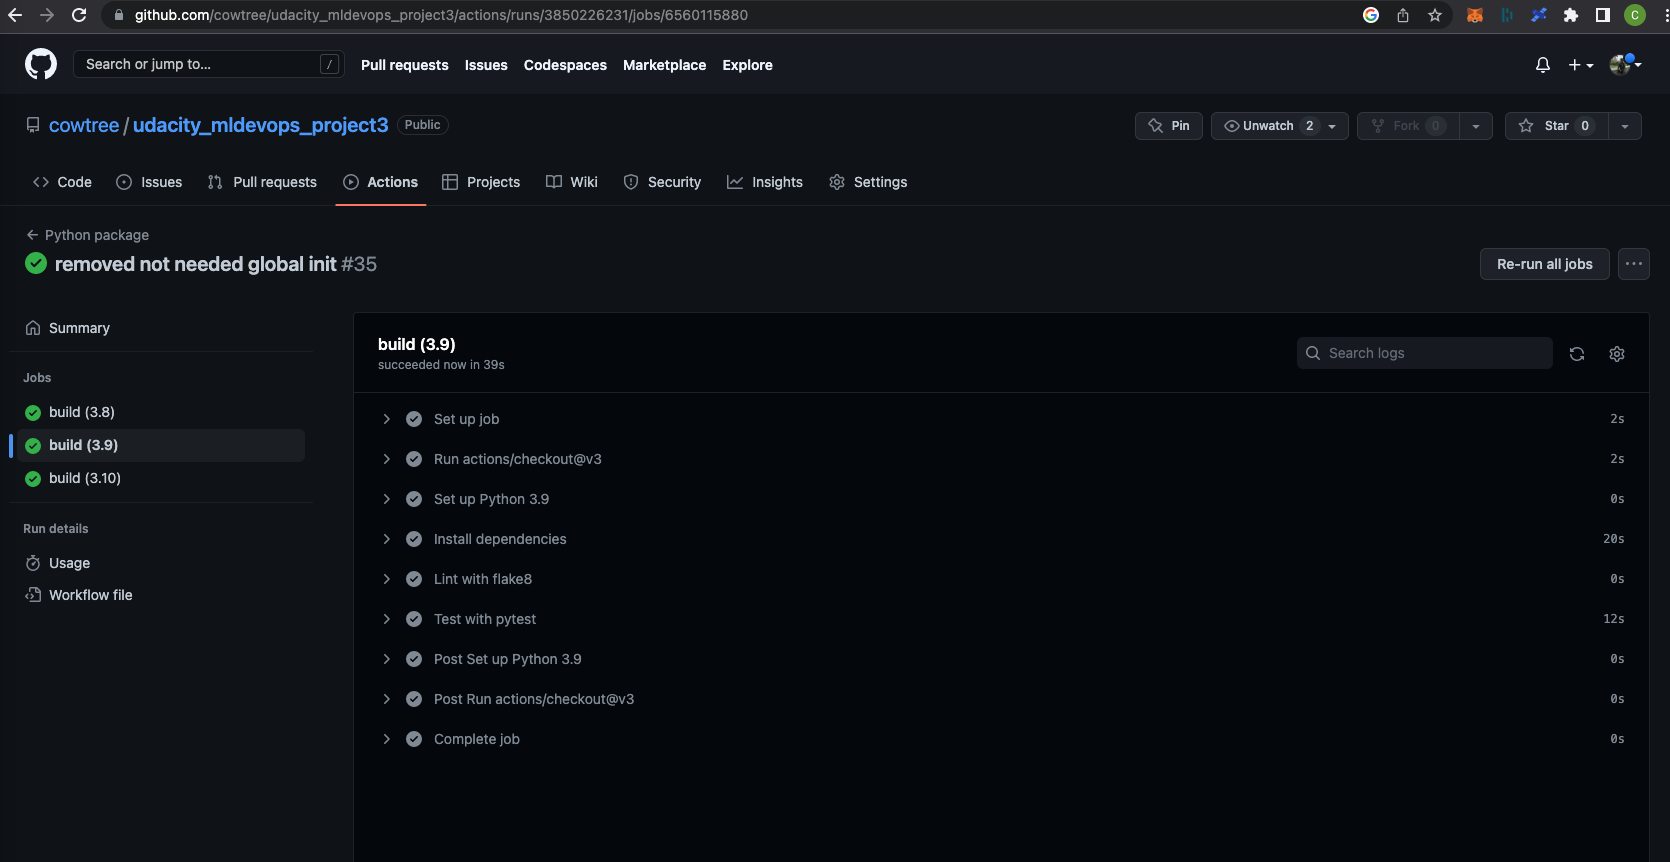 github.com/cowtree/udacity_mldevops_project3/actions/runs/3850226231/jobs/6560115880
C
Search or jump to... /
Pull requests Issues Codespaces Marketplace Explore
cowtree / udacity_mldevops_project3 Public
Pin Unwatch 2 Fork 0 Star 0
Code Issues Pull requests Actions Projects Wiki Security Insights Settings
Python package
removed not needed global init #35
Re-run all jobs
Summary
Jobs
build (3.8)
build (3.9)
build (3.10)
Run details
Usage
Workflow file
build (3.9)
succeeded now in 39s
Search logs
Set up job 2s
Run actions/checkout@v3 2s
Set up Python 3.9 0s
Install dependencies 20s
Lint with flake8 0s
Test with pytest 12s
Post Set up Python 3.9 0s
Post Run actions/checkout@v3 0s
Complete job 0s